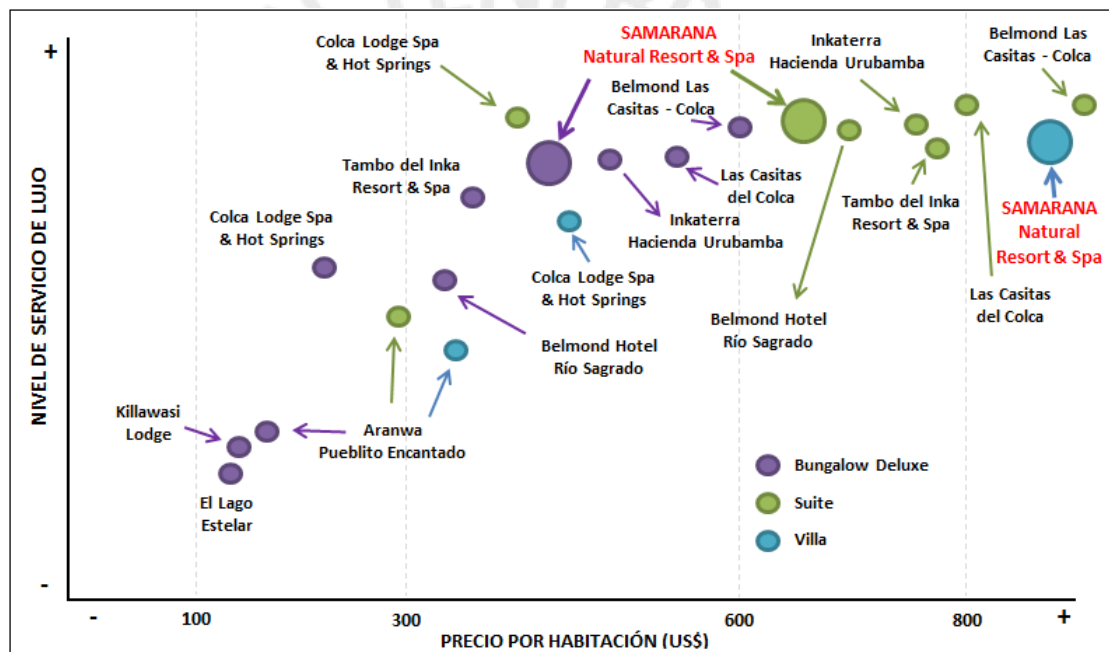 +
Colca Lodge Spa
& Hot Springs
SAMARANA
Natural Resort & Spa
Inkaterra
Hacienda Urubamba
Belmond Las
Casitas - Colca
Belmond Las
Casitas - Colca
Tambo del Inka
Resort & Spa
Las Casitas
del Colca
Tambo del Inka
Resort & Spa
SAMARANA
Natural
Resort & Spa
Colca Lodge Spa
& Hot Springs
Inkaterra
Hacienda Urubamba
Colca Lodge Spa
& Hot Springs
Las Casitas
del Colca
Belmond Hotel
Río Sagrado
Belmond Hotel
Río Sagrado
Killawasi
Lodge
Aranwa
Pueblito Encantado
El Lago
Estelar
Bungalow Deluxe
Suite
Villa
NIVEL DE SERVICIO DE LUJO
-
- 100 300 600 800 +
PRECIO POR HABITACIÓN (US$)